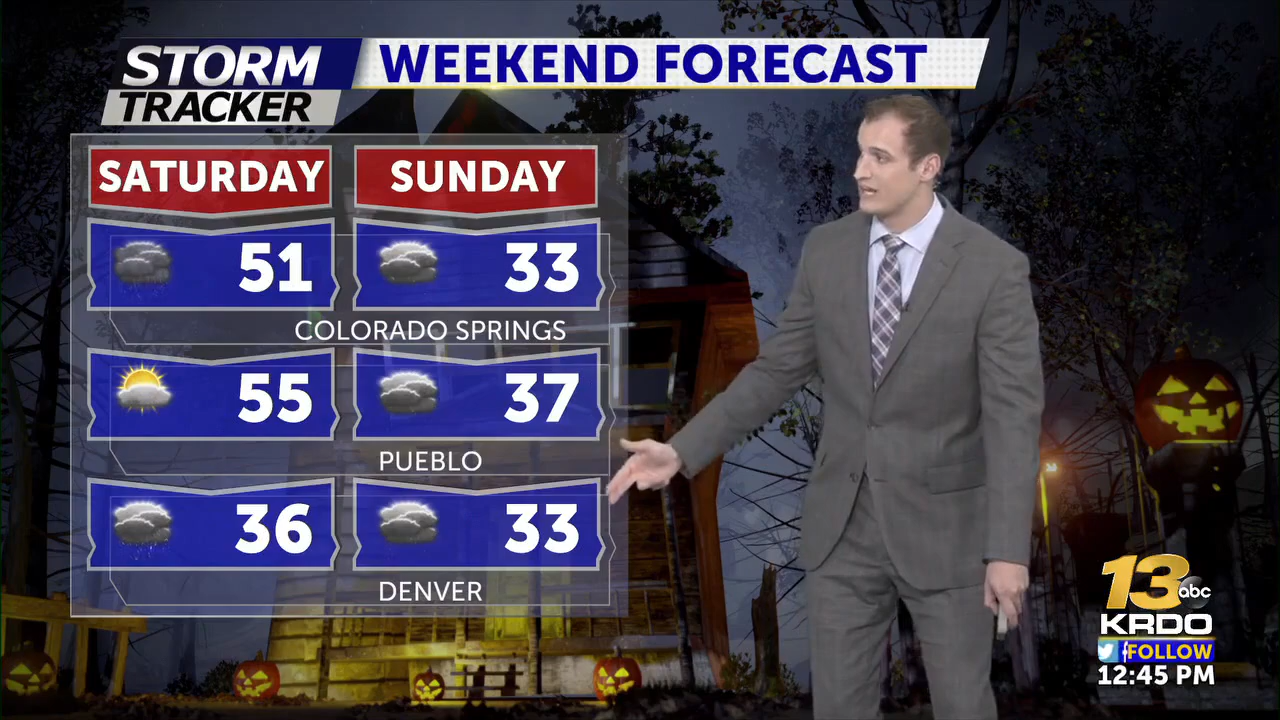 STORM
TRACKER
WEEKEND FORECAST
SATURDAY
SUNDAY
51
33
COLORADO SPRINGS
55
37
PUEBLO
36
33
DENVER
13
abc
KRDO
FOLLOW
12:45 PM